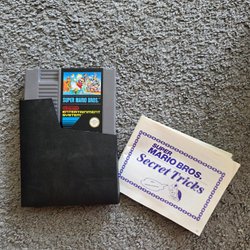 SUPER MARIO BROS.
ENTERTAINMENT
SYSTEM
SUPER
MARIO BROS.
Secret Tricks